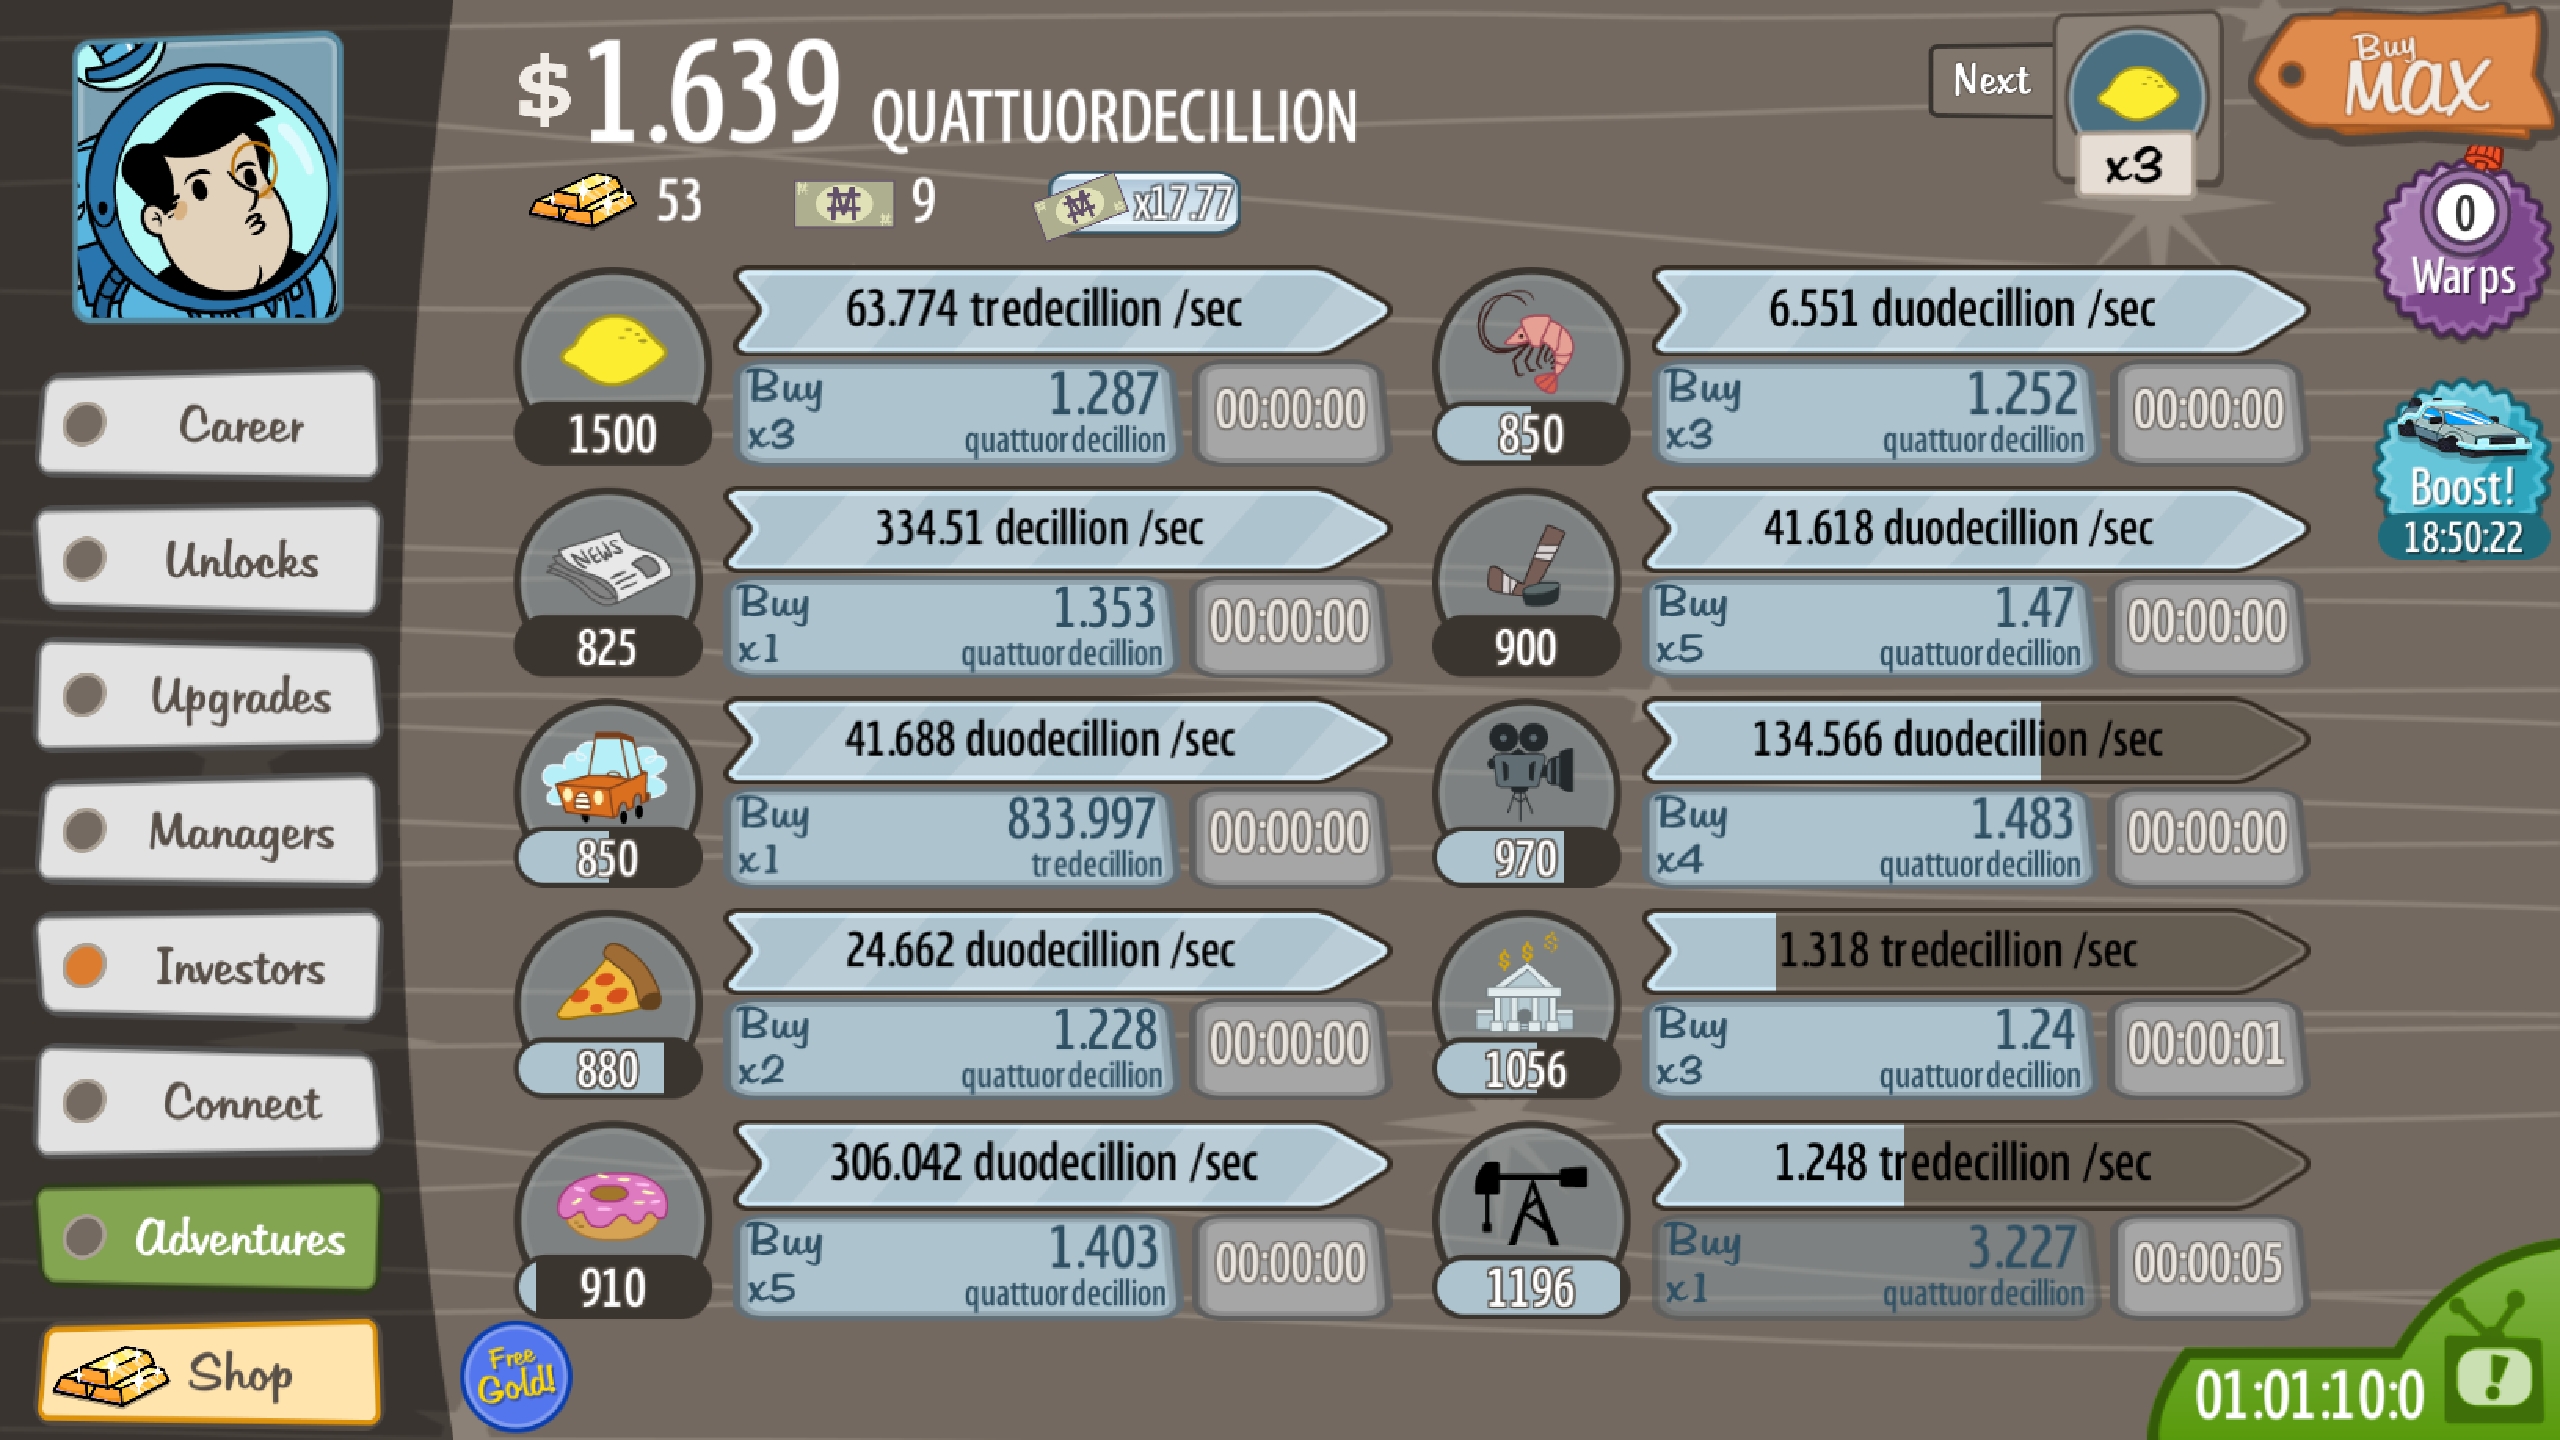 $1.639 QUATTUORDECILLION
53
9
x17.77
Next
x3
Buy
MAX
0
Warps
Boost!
18:50:22
Career
Unlocks
Upgrades
Managers
Investors
Connect
Adventures
Shop
63.774 tredecillion /sec
1500
Buy
x3
1.287
quattuordecillion
00:00:00
NEWS
334.51 decillion /sec
825
Buy
x1
1.353
quattuordecillion
00:00:00
41.688 duodecillion /sec
850
Buy
x1
833.997
tredecillion
00:00:00
24.662 duodecillion /sec
880
Buy
x2
1.228
quattuordecillion
00:00:00
306.042 duodecillion /sec
910
Buy
x5
1.403
quattuordecillion
00:00:00
6.551 duodecillion /sec
850
Buy
x3
1.252
quattuordecillion
00:00:00
41.618 duodecillion /sec
900
Buy
x5
1.47
quattuordecillion
00:00:00
134.566 duodecillion /sec
970
Buy
x4
1.483
quattuordecillion
00:00:00
$ $ $
1.318 tredecillion /sec
1056
Buy
x3
1.24
quattuordecillion
00:00:01
1.248 tredecillion /sec
1196
Buy
x1
3.227
quattuordecillion
00:00:05
Free
Gold!
01:01:10:0
!